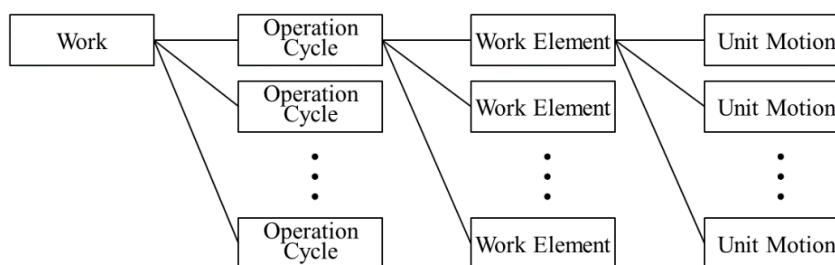 Work
Operation
Cycle
Work Element
Unit Motion
Operation
Cycle
Work Element
Unit Motion
Operation
Cycle
Work Element
Unit Motion